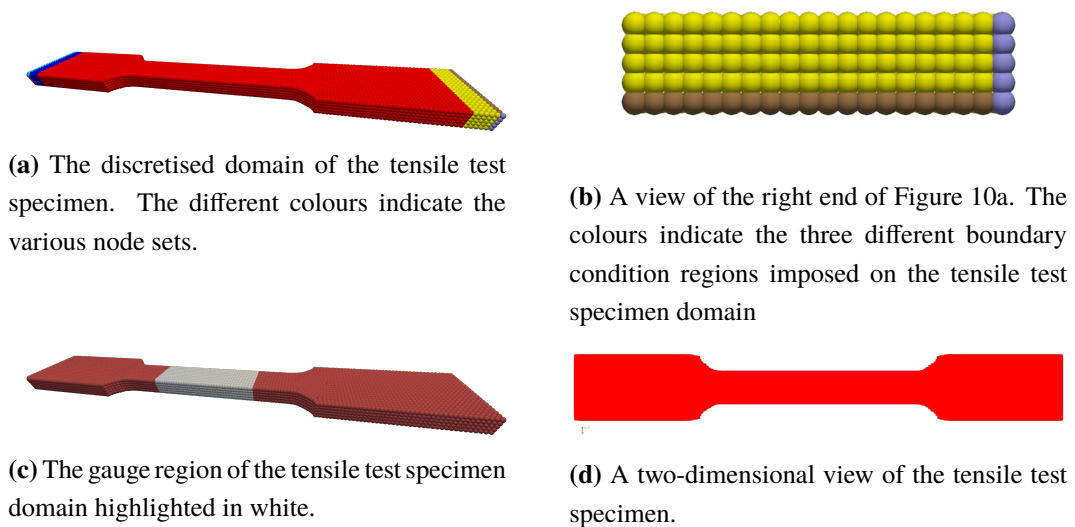 (a) The discretised domain of the tensile test
specimen. The different colours indicate the
various node sets.
(b) A view of the right end of Figure 10a. The
colours indicate the three different boundary
condition regions imposed on the tensile test
specimen domain
(c) The gauge region of the tensile test specimen
domain highlighted in white.
(d) A two-dimensional view of the tensile test
specimen.